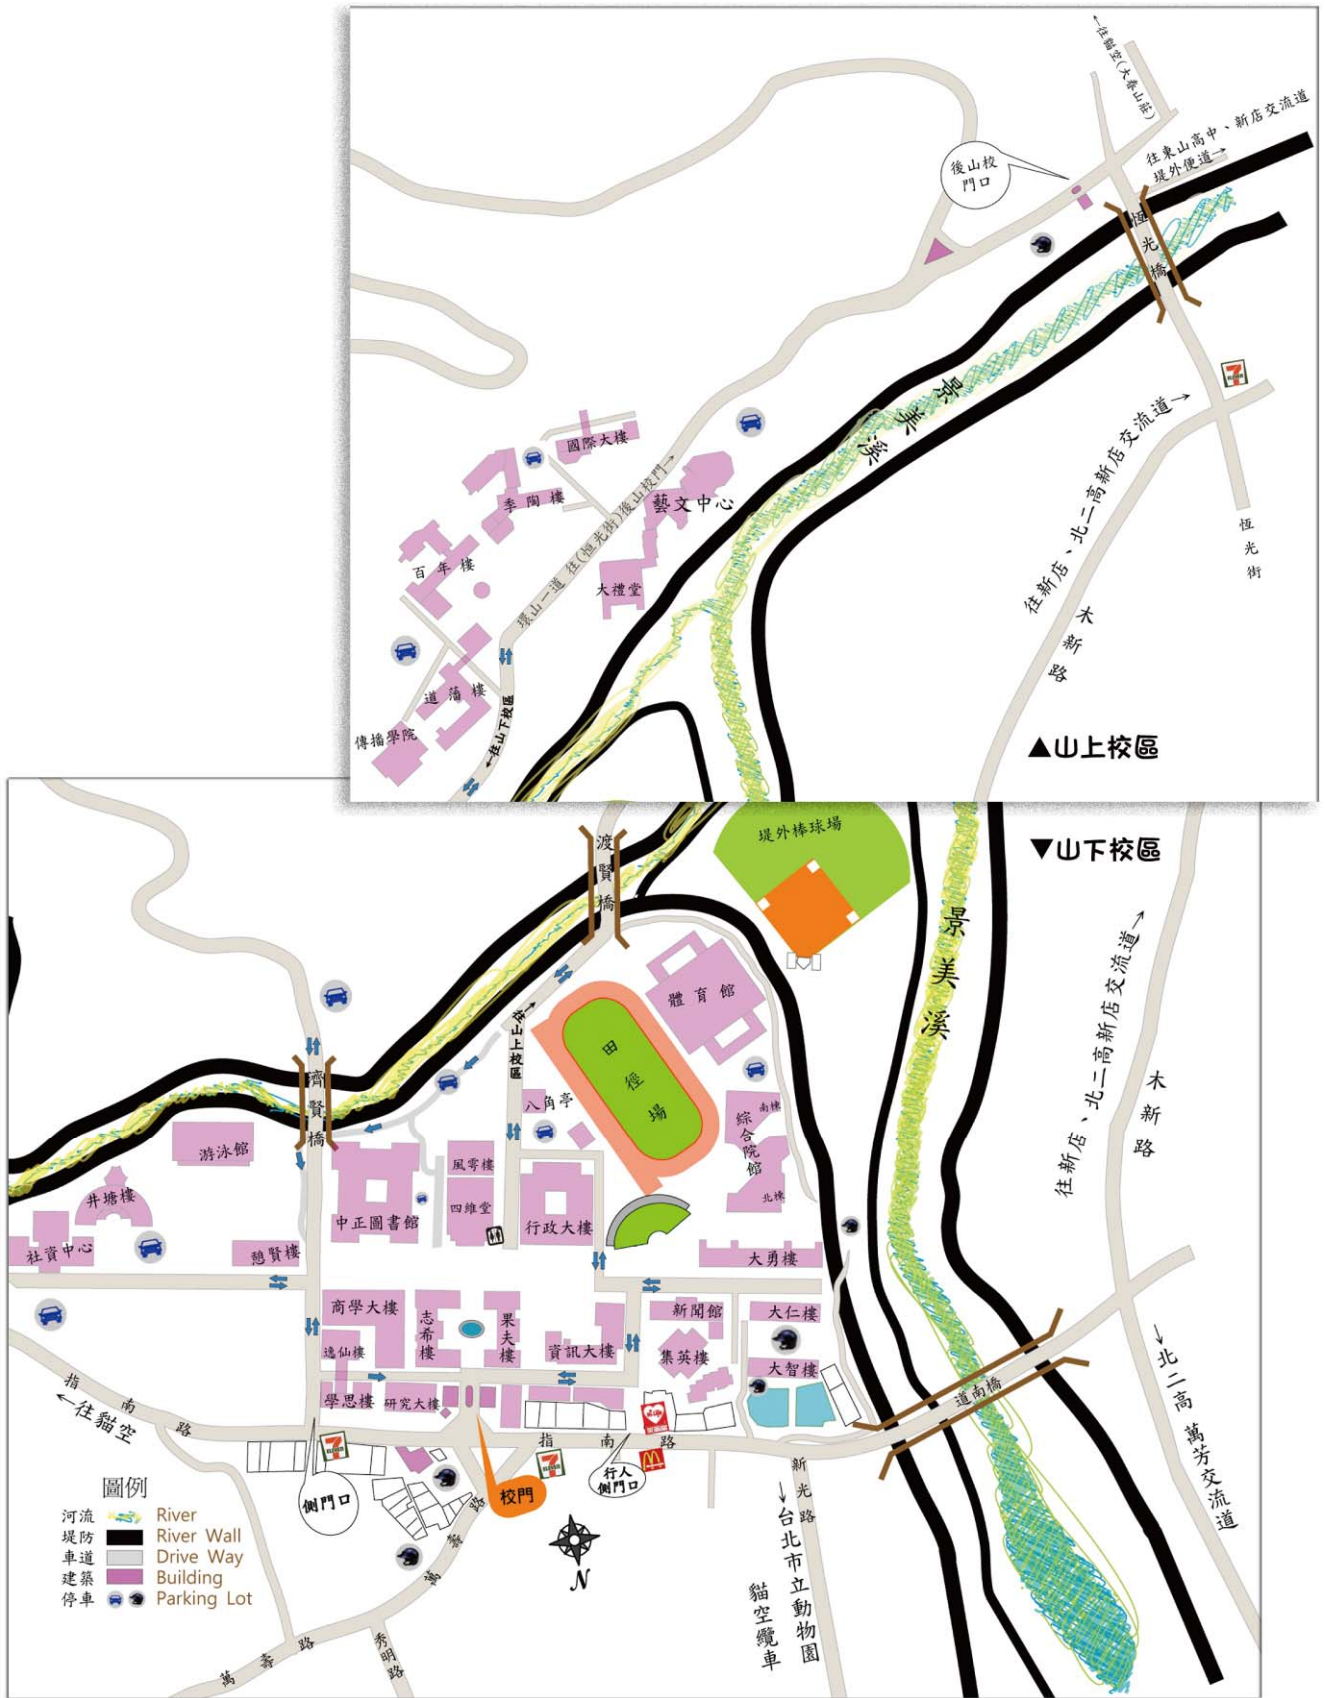 ←往貓空(大春山莊)
往東山高中、新店交流道
堤外便道→
後山校
門口
恆光橋
景美溪
國際大樓
往新店、北二高新店交流道→
季陶樓
藝文中心
環山一道 往(恒光街)後山校門→
恆光街
百年樓
大禮堂
木新路
道藩樓
←往山下校區
傳播學院
▲山上校區
渡賢橋
堤外棒球場
▼山下校區
景美溪
往新店、北二高新店交流道→
體育館
往山上校區→
田徑場
濟賢橋
木新路
八角亭
南棟
綜合院館
北棟
游泳館
風雩樓
井塘樓
四維堂
中正圖書館
行政大樓
社資中心
憩賢樓
大勇樓
商學大樓
志希樓
果夫樓
新聞館
大仁樓
逸仙樓
資訊大樓
集英樓
大智樓
指南路
←往貓空
學思樓
研究大樓
道南橋
←北二高 萬芳交流道
7
ELEVEN
Hi-Life
指南路
7
ELEVEN
行人
側門口
側門口
校門
新光路
←台北市立動物園
貓空纜車
圖例
河流 River
堤防 River Wall
車道 Drive Way
建築 Building
停車 Parking Lot
萬壽路
N
萬壽路
秀明路